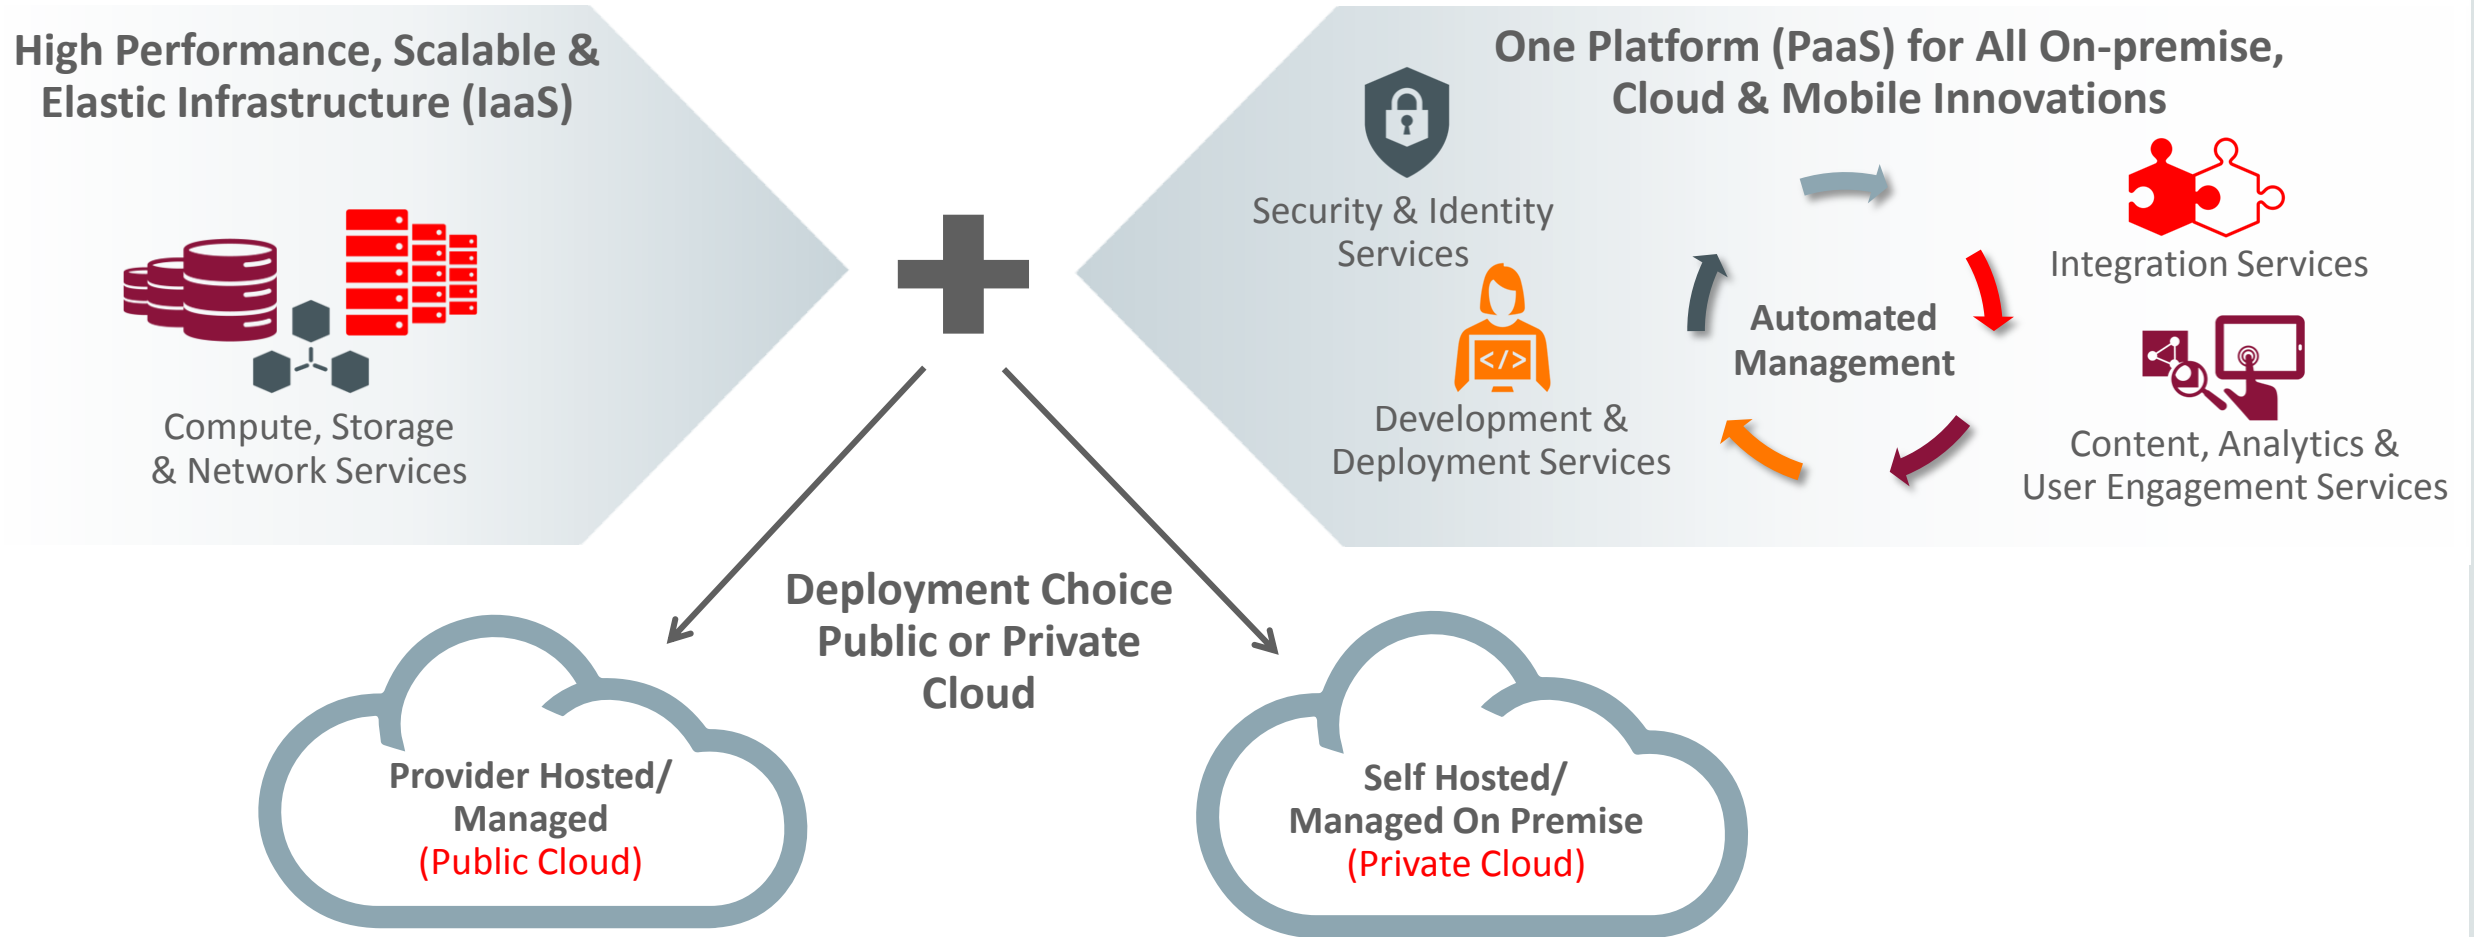 High Performance, Scalable &
Elastic Infrastructure (IaaS)
Compute, Storage
& Network Services
One Platform (PaaS) for All On-premise,
Cloud & Mobile Innovations
Security & Identity
Services
Integration Services
Automated
Management
</>
Development &
Deployment Services
Content, Analytics &
User Engagement Services
Deployment Choice
Public or Private
Cloud
Provider Hosted/
Managed
(Public Cloud)
Self Hosted/
Managed On Premise
(Private Cloud)